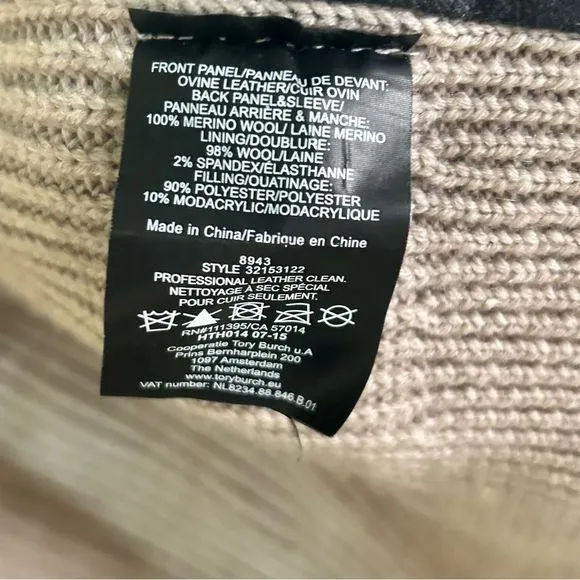 FRONT PANEL/PANNEAU DE DEVANT:
OVINE LEATHER/CUIR OVIN
BACK PANEL&SLEEVE/
PANNEAU ARRIÈRE & MANCHE:
100% MERINO WOOL/ LAINE MERINO
LINING/DOUBLURE:
98% WOOL/LAINE
2% SPANDEX/ÉLASTHANNE
FILLING/OUATINAGE:
90% POLYESTER/POLYESTER
10% MODACRYLIC/MODACRYLIQUE
Made in China/Fabrique en Chine
8943
STYLE 32153122
PROFESSIONAL LEATHER CLEAN.
NETTOYAGE À SEC SPÉCIAL
POUR CUIR SEULEMENT.
RN#111395/CA 57014
HTH014 07-15
Cooperatie Tory Burch u.A
Prins Bernharplein 200
1097 Amsterdam
The Netherlands
www.toryburch.eu
VAT number: NL8234.88.846.B.01